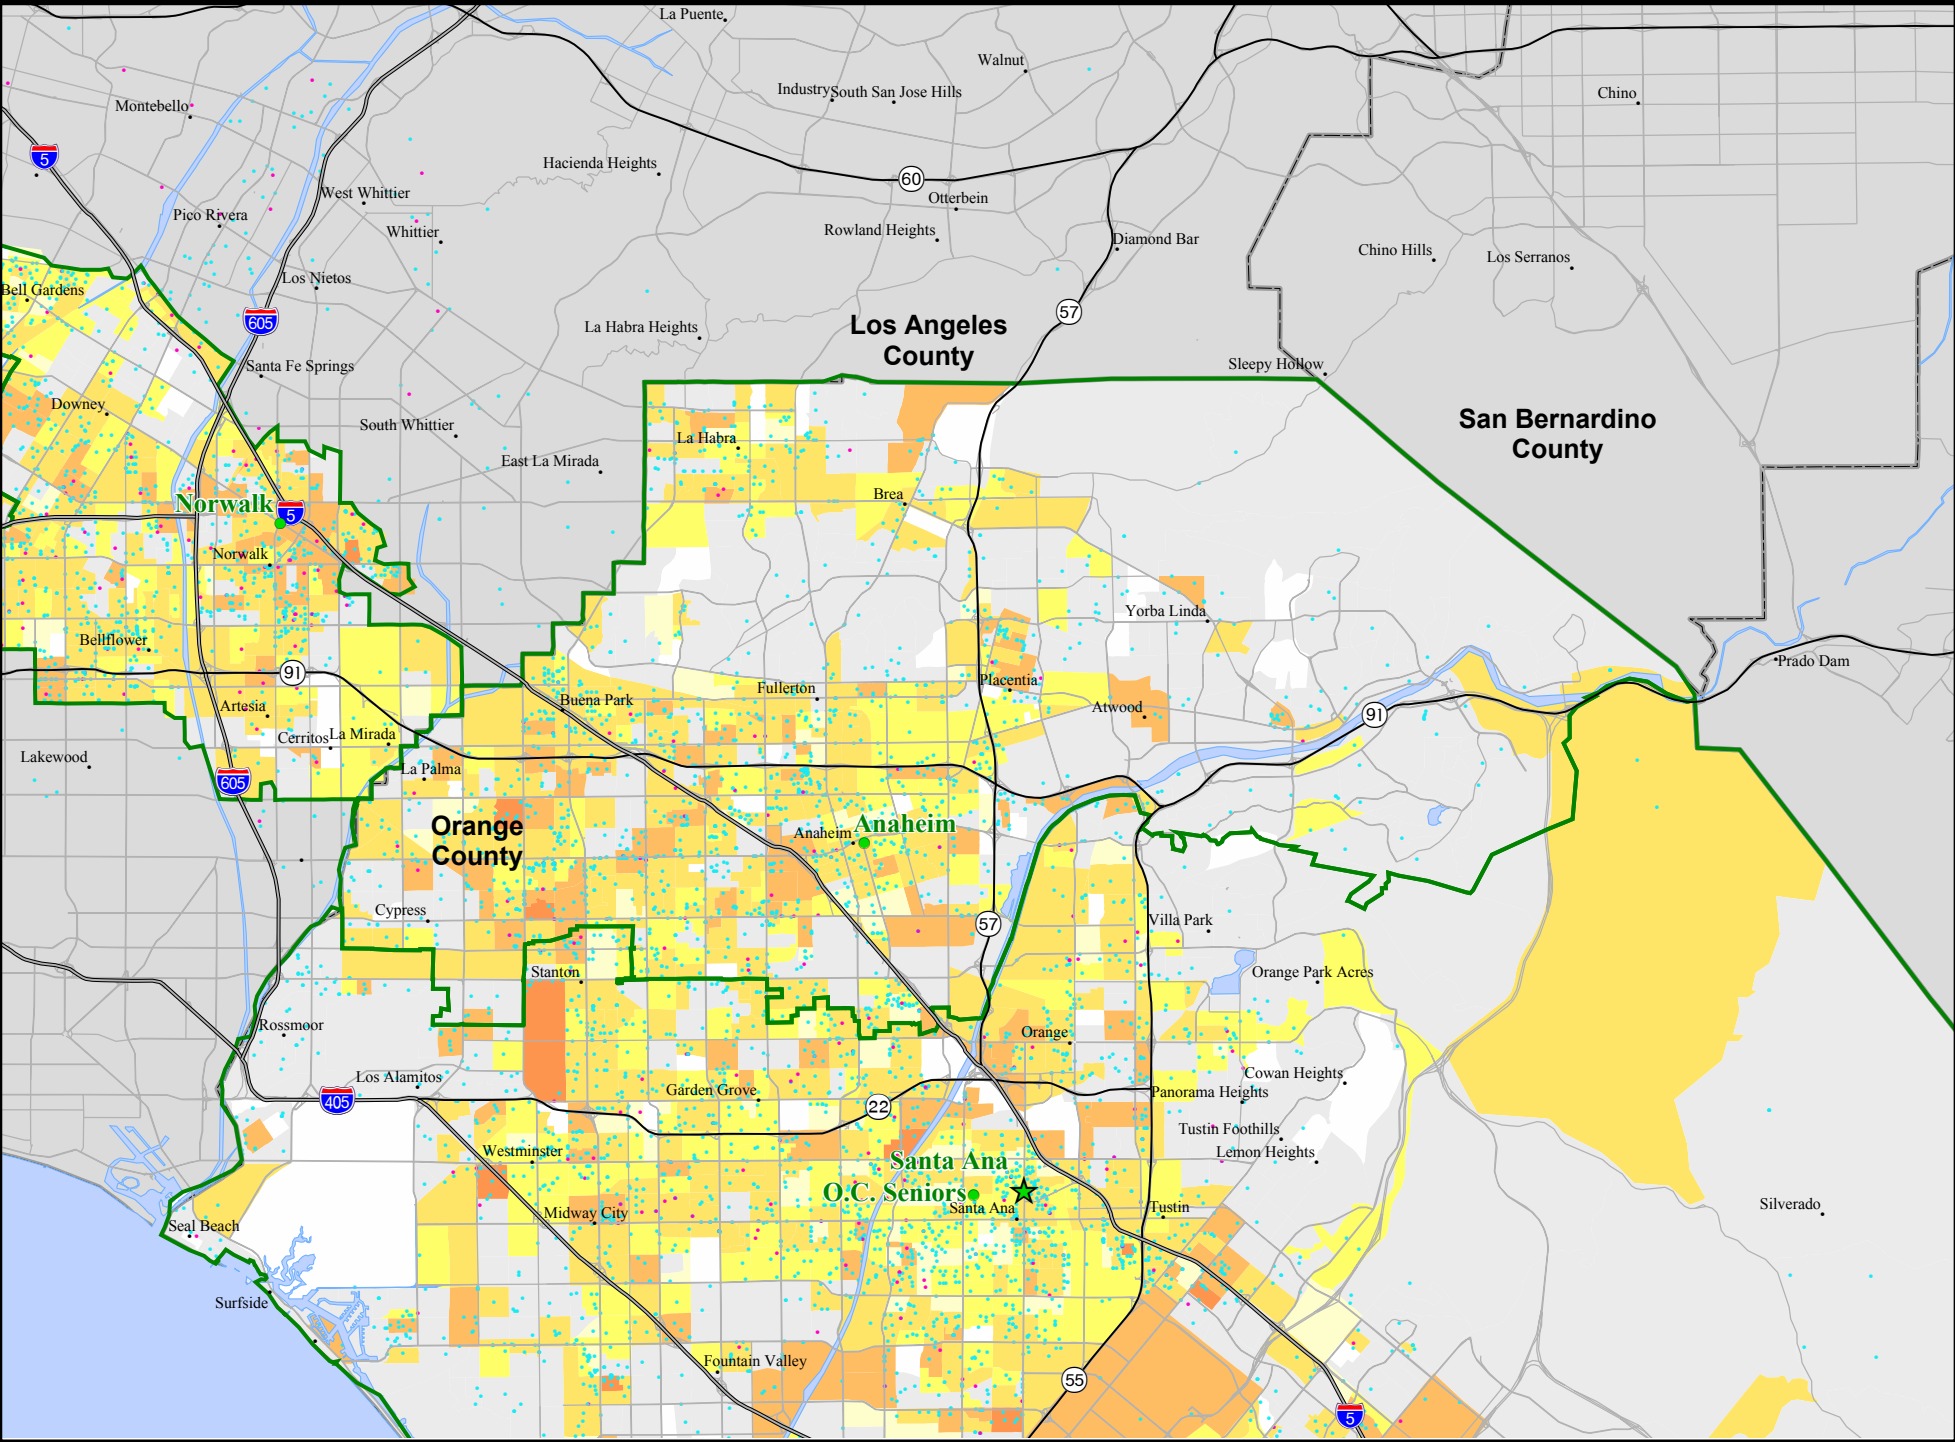 La Puente
Walnut
Industry
South San Jose Hills
Chino
Montebello
5
Hacienda Heights
60
West Whittier
Otterbein
Pico Rivera
Whittier
Rowland Heights
Diamond Bar
Chino Hills
Los Serranos
Los Nietos
Bell Gardens
605
57
La Habra Heights
Los Angeles
County
Santa Fe Springs
Sleepy Hollow
Downey
San Bernardino
County
South Whittier
La Habra
East La Mirada
Brea
Norwalk
5
Norwalk
Yorba Linda
Bellflower
91
Prado Dam
Placentia
Fullerton
Buena Park
Artesia
Atwood
91
Cerritos
La Mirada
Lakewood
La Palma
605
Orange
County
Anaheim
Anaheim
Cypress
57
Villa Park
Stanton
Orange Park Acres
Rossmoor
Orange
Los Alamitos
Cowan Heights
Garden Grove
Panorama Heights
405
22
Tustin Foothills
Westminster
Lemon Heights
Santa Ana
O.C. Seniors
Santa Ana
Tustin
Silverado
Midway City
Seal Beach
Surfside
Fountain Valley
55
5